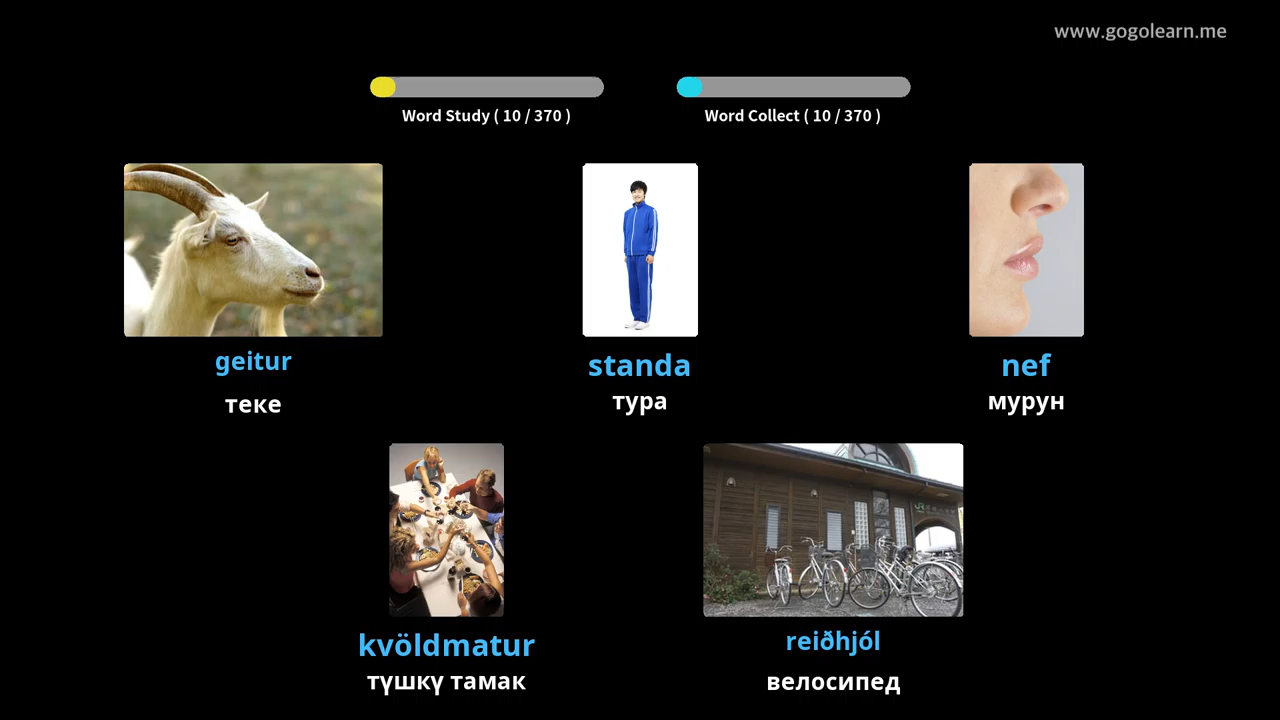 www.gogolearn.me
Word Study ( 10 / 370 )
Word Collect ( 10 / 370 )
geitur
теке
standa
тура
nef
мурун
kvöldmatur
түшкү тамак
reiðhjól
велосипед